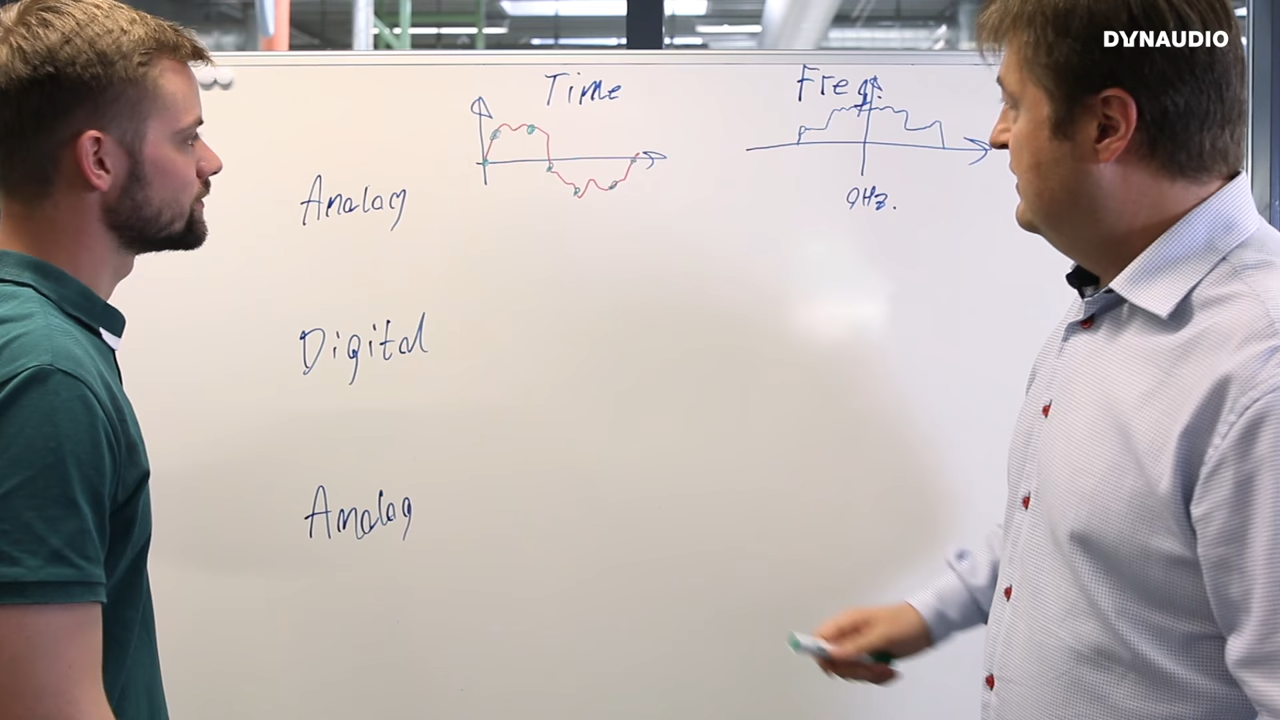 DYNAUDIO
Time
Freq.
Analog
0Hz.
Digital
Analog